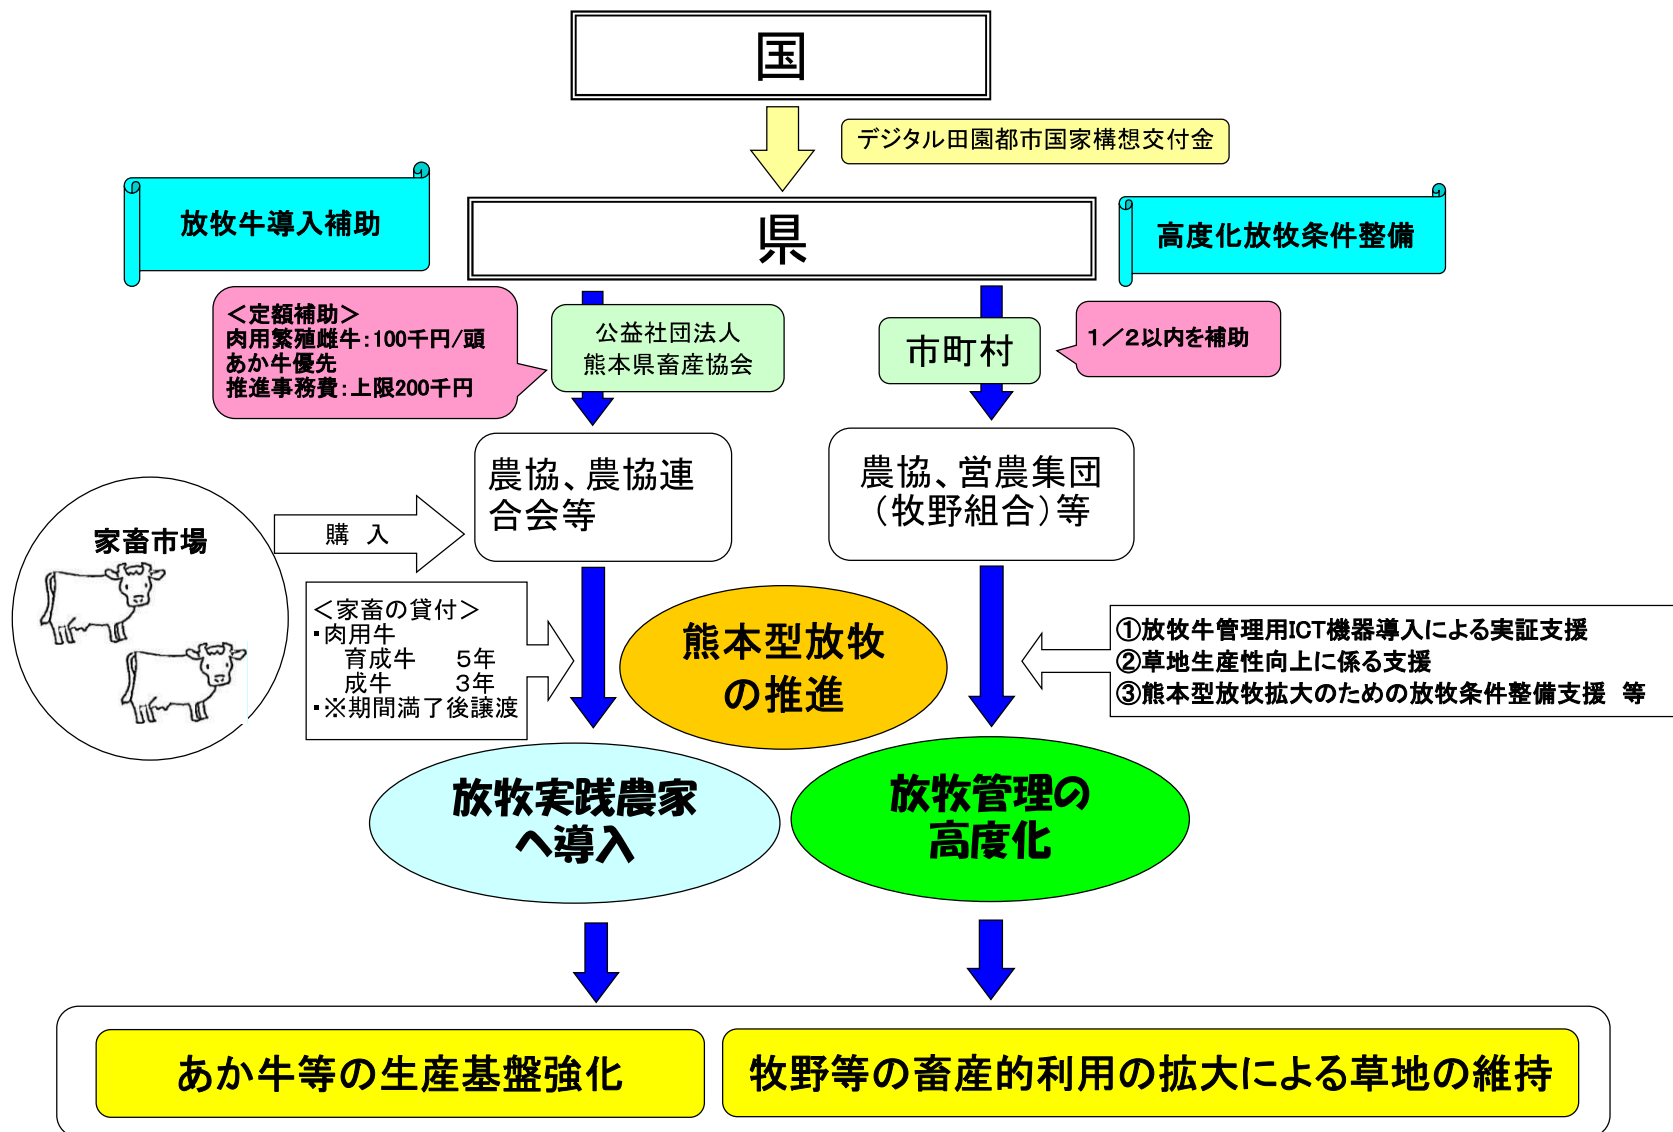 国
デジタル田園都市国家構想交付金
放牧牛導入補助
県
高度化放牧条件整備
＜定額補助＞
肉用繁殖雌牛：100千円/頭
あか牛優先
推進事務費：上限200千円
公益社団法人
熊本県畜産協会
市町村
1／2以内を補助
農協、農協連
合会等
農協、営農集団
（牧野組合）等
家畜市場
購　入
＜家畜の貸付＞
・肉用牛
育成牛　　5年
成牛　　　3年
・※期間満了後譲渡
熊本型放牧
の推進
①放牧牛管理用ICT機器導入による実証支援
②草地生産性向上に係る支援
③熊本型放牧拡大のための放牧条件整備支援　等
放牧実践農家
へ導入
放牧管理の
高度化
あか牛等の生産基盤強化
牧野等の畜産的利用の拡大による草地の維持